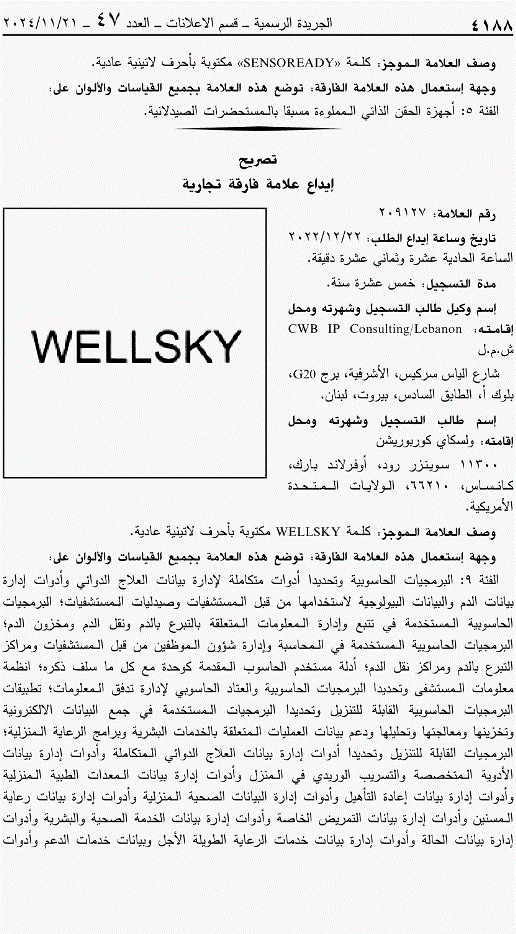 ٤١٨٨ الجريدة الرسمية – قسم الاعلانات – العدد ٤٧ – ٢٠٢٤/١١/٢١
وصف العلامة الموجز: كلمة «SENSOREADY» مكتوبة بأحرف لاتينية عادية.
وجهة إستعمال هذه العلامة الفارقة: توضع هذه العلامة بجميع القياسات والألوان على:
الفئة ٥: أجهزة الحقن الذاتي المملوءة مسبقا بالمستحضرات الصيدلانية.
تصريح
إيداع علامة فارقة تجارية
رقم العلامة: ٢٠٩١٢٧
تاريخ وساعة إيداع الطلب: ٢٠٢٢/١٢/٢٢
الساعة الحادية عشرة وثماني عشرة دقيقة.
مدة التسجيل: خمس عشرة سنة.
إسم وكيل طالب التسجيل وشهرته ومحل
إقامته: CWB IP Consulting/Lebanon
ش.م.ل
شارع الياس سركيس، الأشرفية، برج G20،
بلوك أ، الطابق السادس، بيروت، لبنان.
إسم طالب التسجيل وشهرته ومحل
إقامته: ولسكاي كوربوريشن
١١٣٠٠ سويتزر رود، أوفرلاند بارك،
كانساس، ٦٦٢١٠، الولايات المتحدة
الأمريكية.
WELLSKY
وصف العلامة الموجز: كلمة WELLSKY مكتوبة بأحرف لاتينية عادية.
وجهة إستعمال هذه العلامة الفارقة: توضع هذه العلامة بجميع القياسات والألوان على:
الفئة ٩: البرمجيات الحاسوبية وتحديدا أدوات متكاملة لإدارة بيانات العلاج الدوائي وأدوات إدارة
بيانات الدم والبيانات البيولوجية لاستخدامها من قبل المستشفيات وصيدليات المستشفيات؛ البرمجيات
الحاسوبية المستخدمة في تتبع وإدارة المعلومات المتعلقة بالتبرع بالدم ونقل الدم ومخزون الدم؛
البرمجيات الحاسوبية المستخدمة في المحاسبة وإدارة شؤون الموظفين من قبل المستشفيات ومراكز
التبرع بالدم ومراكز نقل الدم؛ أدلة مستخدم الحاسوب المقدمة كوحدة مع كل ما سلف ذكره؛ انظمة
معلومات المستشفى وتحديدا البرمجيات الحاسوبية والعتاد الحاسوبي لإدارة تدفق المعلومات؛ تطبيقات
البرمجيات الحاسوبية القابلة للتنزيل وتحديدا البرمجيات المستخدمة في جمع البيانات الالكترونية
وتخزينها ومعالجتها وتحليلها ودعم بيانات العمليات المتعلقة بالخدمات البشرية وبرامج الرعاية المنزلية؛
البرمجيات القابلة للتنزيل وتحديدا أدوات إدارة بيانات العلاج الدوائي المتكاملة وأدوات إدارة بيانات
الأدوية المتخصصة والتسريب الوريدي في المنزل وأدوات إدارة بيانات المعدات الطبية المنزلية
وأدوات إدارة بيانات إعادة التأهيل وأدوات إدارة البيانات الصحية المنزلية وأدوات إدارة بيانات رعاية
المسنين وأدوات إدارة بيانات التمريض الخاصة وأدوات إدارة بيانات الخدمة الصحية والبشرية وأدوات
إدارة بيانات الحالة وأدوات إدارة بيانات خدمات الرعاية الطويلة الأجل وبيانات خدمات الدعم وأدوات